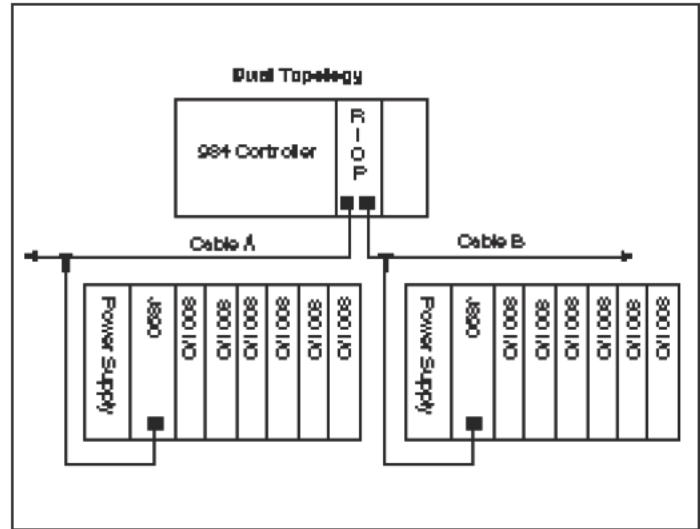 Dual Topology
984 Controller
RIOP
Cable A
Cable B
Power Supply
J890
800 I/O
800 I/O
800 I/O
800 I/O
800 I/O
800 I/O
Power Supply
J890
800 I/O
800 I/O
800 I/O
800 I/O
800 I/O
800 I/O